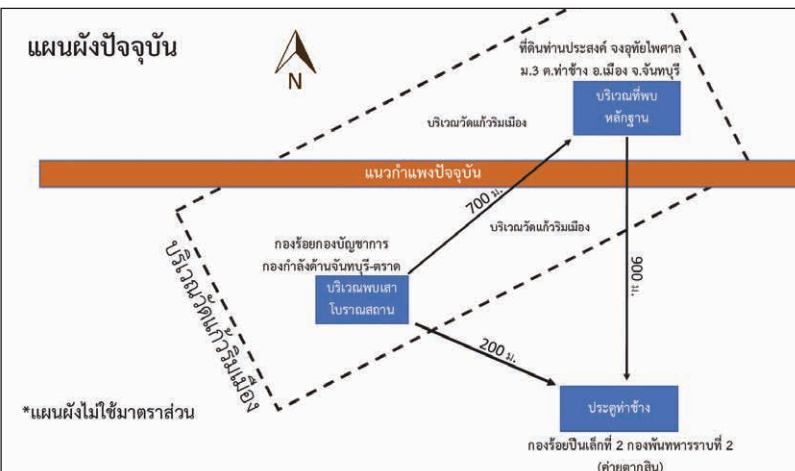 แผนผังปัจจุบัน
N
ที่ดินท่านประสงค์ จงอุทัยไพศาล
ม.3 ต.ท่าช้าง อ.เมือง จ.จันทบุรี
บริเวณที่พบ
หลักฐาน
บริเวณวัดแก้วริมเมือง
แนวกำแพงปัจจุบัน
700 ม.
บริเวณวัดแก้วริมเมือง
กองร้อยกองบัญชาการ
กองกำลังด้านจันทบุรี-ตราด
บริเวณพบเสา
โบราณสถาน
บริเวณวัดแก้วริมเมือง
900 ม.
200 ม.
*แผนผังไม่ใช้มาตราส่วน
ประตูท่าช้าง
กองร้อยปืนเล็กที่ 2 กองพันทหารราบที่ 2
(ค่ายตากสิน)